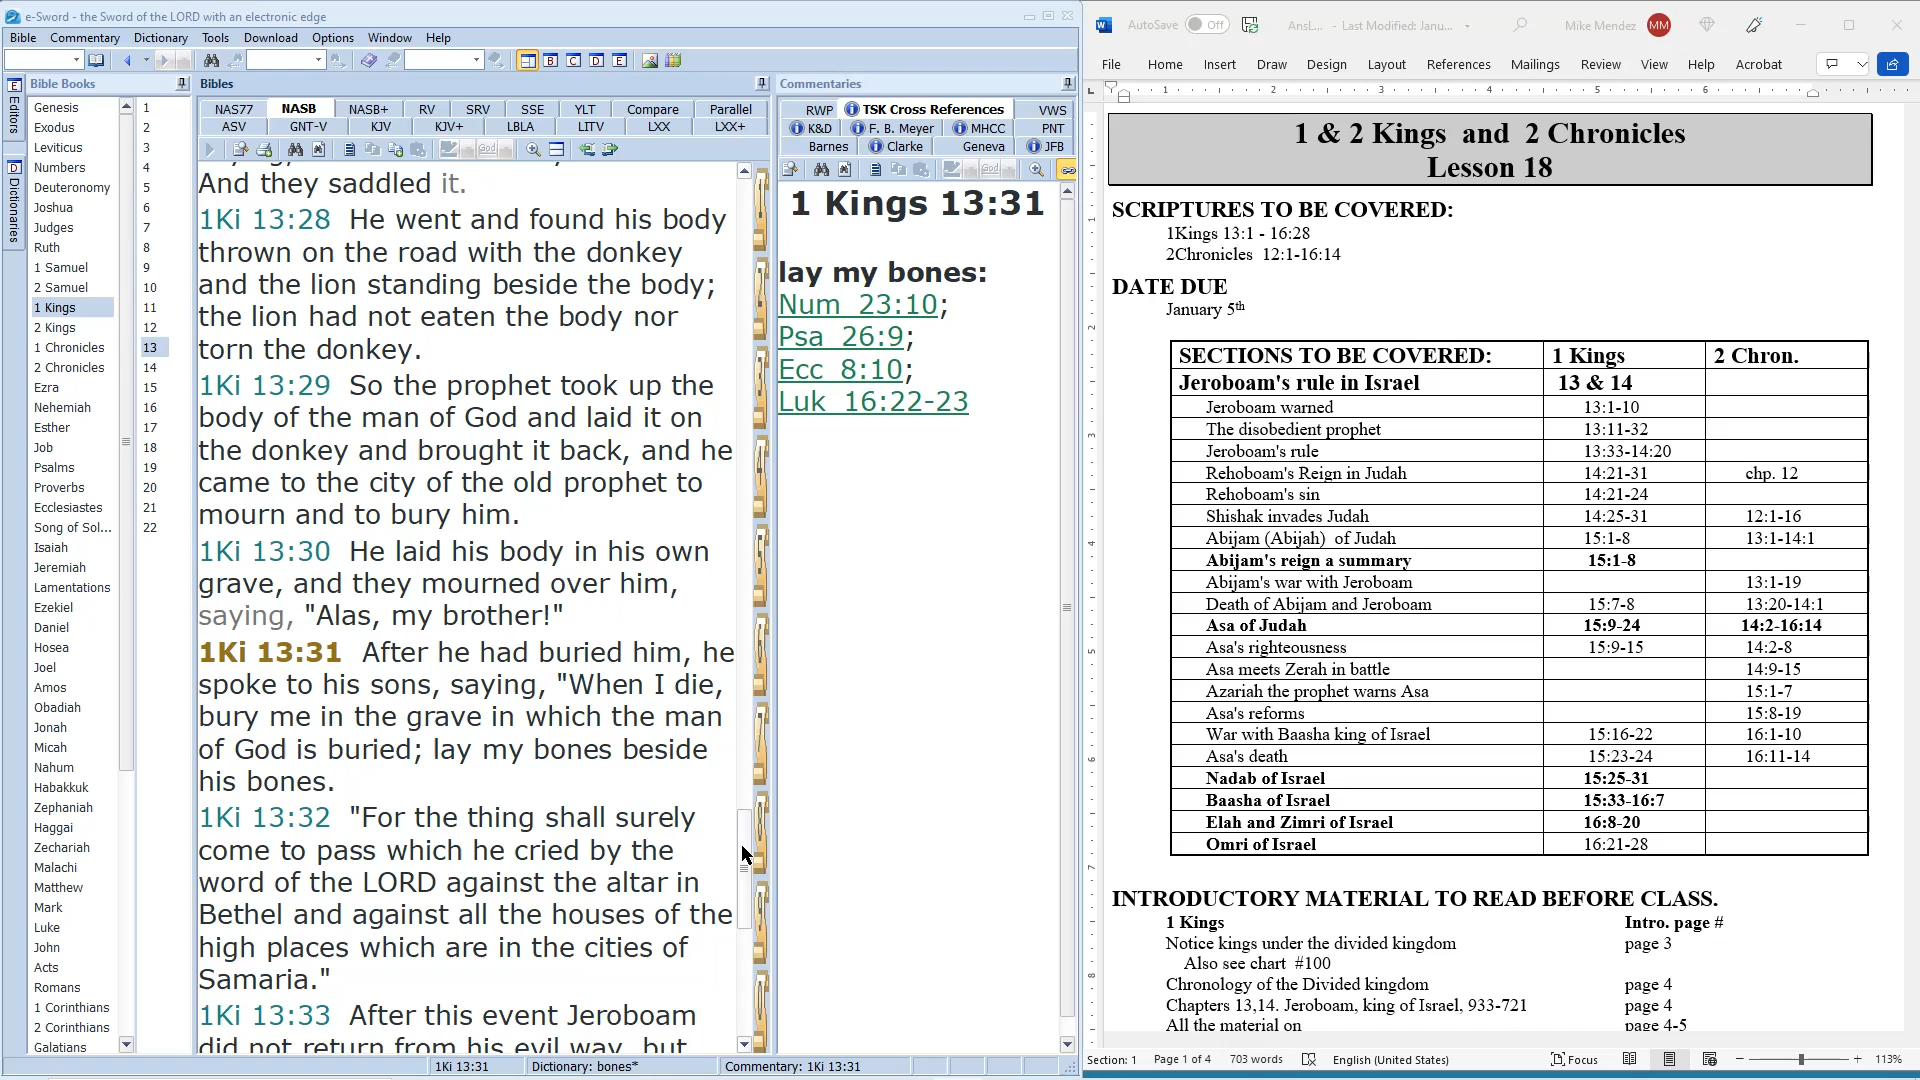 e-Sword - the Sword of the LORD with an electronic edge
Bible Commentary Dictionary Tools Download Options Window Help
B C D E
Editors
Dictionaries
Bible Books
Genesis
Exodus
Leviticus
Numbers
Deuteronomy
Joshua
Judges
Ruth
1 Samuel
2 Samuel
1 Kings
2 Kings
1 Chronicles
2 Chronicles
Ezra
Nehemiah
Esther
Job
Psalms
Proverbs
Ecclesiastes
Song of Sol...
Isaiah
Jeremiah
Lamentations
Ezekiel
Daniel
Hosea
Joel
Amos
Obadiah
Jonah
Micah
Nahum
Habakkuk
Zephaniah
Haggai
Zechariah
Malachi
Matthew
Mark
Luke
John
Acts
Romans
1 Corinthians
2 Corinthians
Galatians
1
2
3
4
5
6
7
8
9
10
11
12
13
14
15
16
17
18
19
20
21
22
Bibles
NAS77 NASB NASB+ RV SRV SSE YLT Compare Parallel
ASV GNT-V KJV KJV+ LBLA LITV LXX LXX+
And they saddled it.
1Ki 13:28 He went and found his body
thrown on the road with the donkey
and the lion standing beside the body;
the lion had not eaten the body nor
torn the donkey.
1Ki 13:29 So the prophet took up the
body of the man of God and laid it on
the donkey and brought it back, and he
came to the city of the old prophet to
mourn and to bury him.
1Ki 13:30 He laid his body in his own
grave, and they mourned over him,
saying, "Alas, my brother!"
1Ki 13:31 After he had buried him, he
spoke to his sons, saying, "When I die,
bury me in the grave in which the man
of God is buried; lay my bones beside
his bones.
1Ki 13:32 "For the thing shall surely
come to pass which he cried by the
word of the LORD against the altar in
Bethel and against all the houses of the
high places which are in the cities of
Samaria."
1Ki 13:33 After this event Jeroboam
did not return from his evil way, but
Commentaries
RWP TSK Cross References VWS
K&D F. B. Meyer MHCC PNT
Barnes Clarke Geneva JFB
1 Kings 13:31
lay my bones:
Num 23:10;
Psa 26:9;
Ecc 8:10;
Luk 16:22-23
1Ki 13:31 Dictionary: bones* Commentary: 1Ki 13:31
AutoSave Off AnsL... - Last Modified: Janu... Mike Mendez MM
File Home Insert Draw Design Layout References Mailings Review View Help Acrobat
1 2 3 4 5 6
1 & 2 Kings and 2 Chronicles
Lesson 18
SCRIPTURES TO BE COVERED:
1Kings 13:1 - 16:28
2Chronicles 12:1-16:14
DATE DUE
January 5th
SECTIONS TO BE COVERED: 1 Kings 2 Chron.
Jeroboam's rule in Israel 13 & 14
Jeroboam warned 13:1-10
The disobedient prophet 13:11-32
Jeroboam's rule 13:33-14:20
Rehoboam's Reign in Judah 14:21-31 chp. 12
Rehoboam's sin 14:21-24
Shishak invades Judah 14:25-31 12:1-16
Abijam (Abijah) of Judah 15:1-8 13:1-14:1
Abijam's reign a summary 15:1-8
Abijam's war with Jeroboam 13:1-19
Death of Abijam and Jeroboam 15:7-8 13:20-14:1
Asa of Judah 15:9-24 14:2-16:14
Asa's righteousness 15:9-15 14:2-8
Asa meets Zerah in battle 14:9-15
Azariah the prophet warns Asa 15:1-7
Asa's reforms 15:8-19
War with Baasha king of Israel 15:16-22 16:1-10
Asa's death 15:23-24 16:11-14
Nadab of Israel 15:25-31
Baasha of Israel 15:33-16:7
Elah and Zimri of Israel 16:8-20
Omri of Israel 16:21-28
INTRODUCTORY MATERIAL TO READ BEFORE CLASS.
1 Kings Intro. page #
Notice kings under the divided kingdom page 3
Also see chart #100
Chronology of the Divided kingdom page 4
Chapters 13,14. Jeroboam, king of Israel, 933-721 page 4
All the material on page 4-5
Section: 1 Page 1 of 4 703 words English (United States) Focus 113%